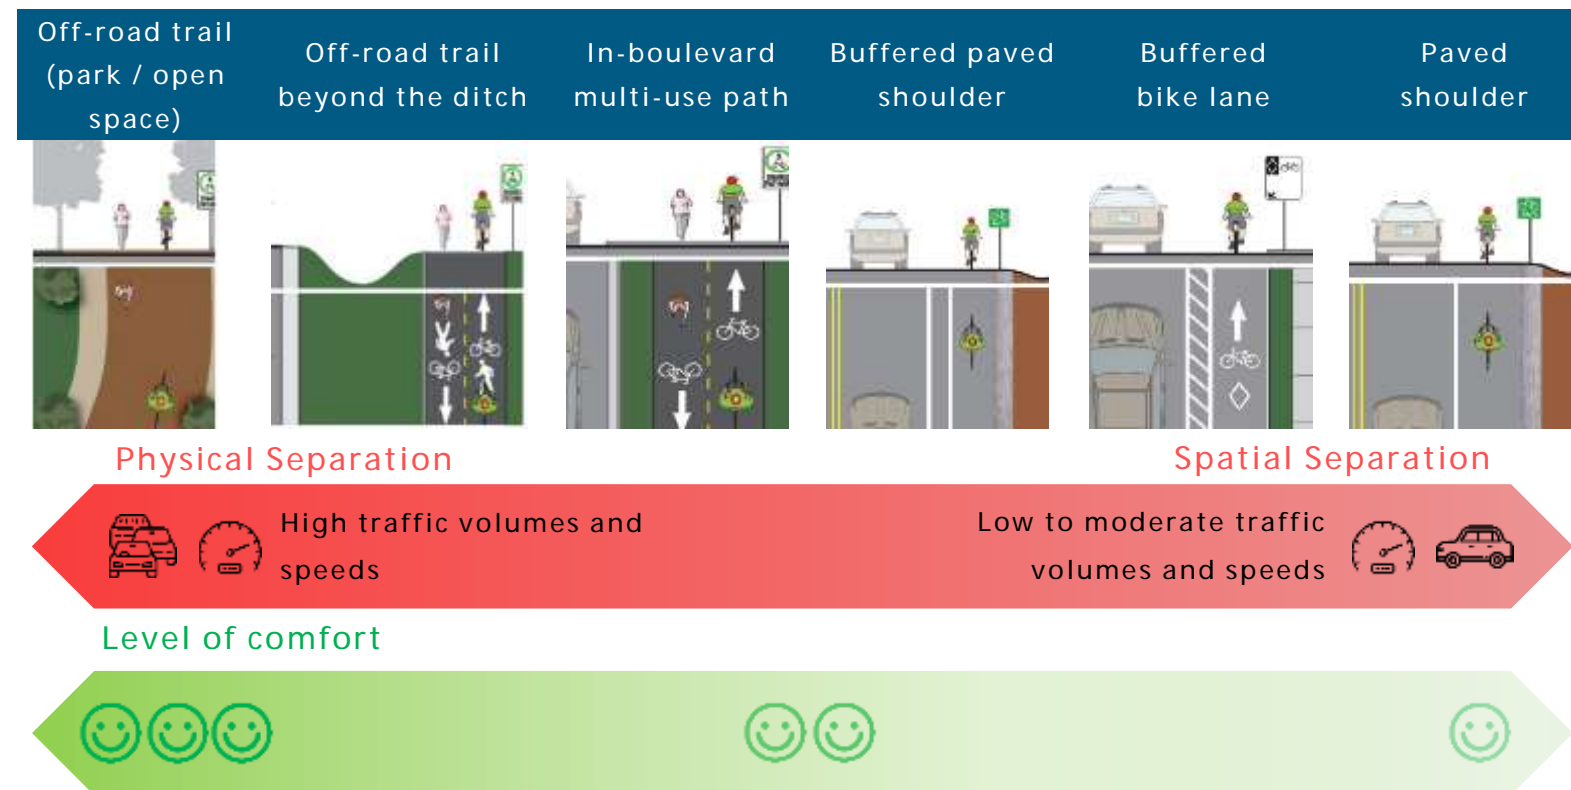 Off-road trail
(park / open
space)
Off-road trail
beyond the ditch
In-boulevard
multi-use path
Buffered paved
shoulder
Buffered
bike lane
Paved
shoulder
Physical Separation
Spatial Separation
High traffic volumes and
speeds
Low to moderate traffic
volumes and speeds
Level of comfort